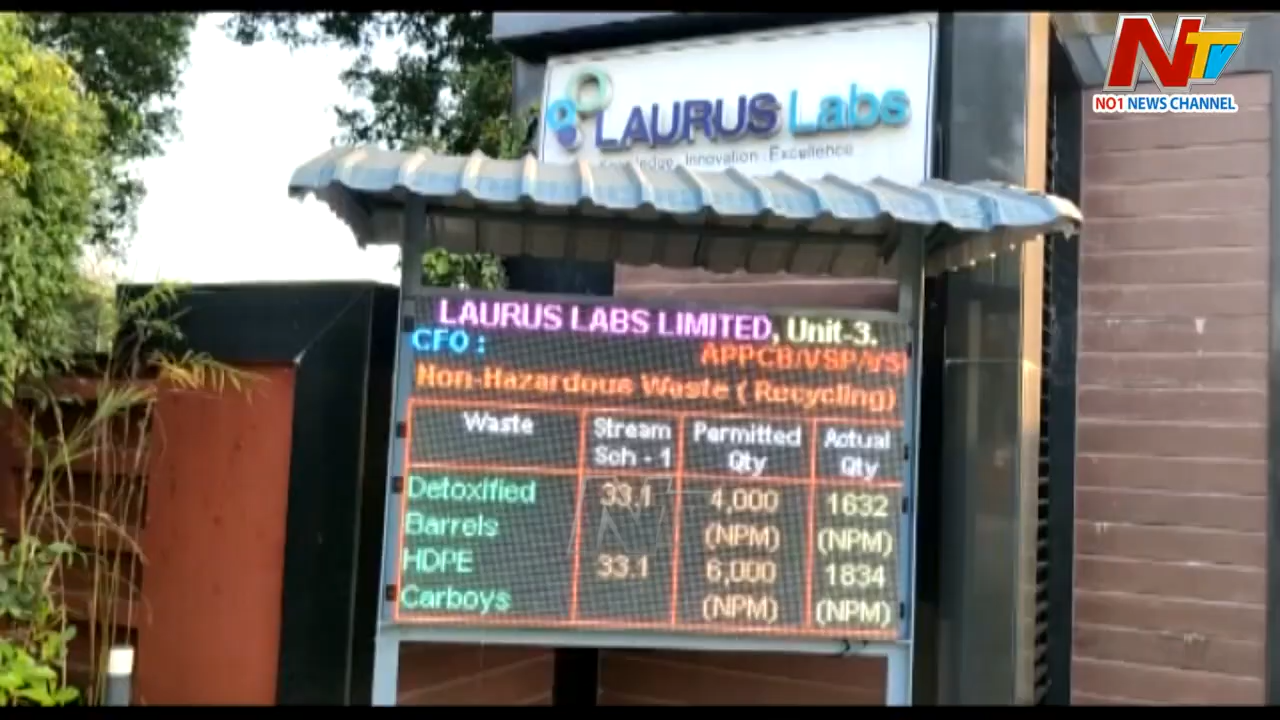 NTV
NO1 NEWS CHANNEL
LAURUS Labs
Knowledge . Innovation . Excellence
LAURUS LABS LIMITED, Unit-3.
CFO : APPCB/VSP/VS
Non-Hazardous Waste ( Recycling)
Waste Stream Sch - 1 Permitted Qty Actual Qty
Detoxified Barrels 33.1 4,000 (NPM) 1632 (NPM)
HDPE Carboys 33.1 6,000 (NPM) 1834 (NPM)